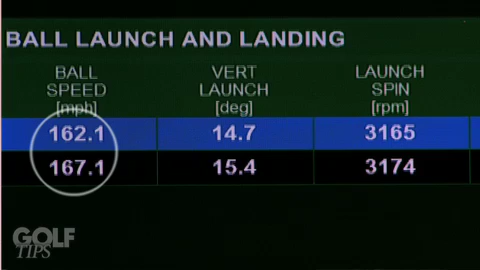 BALL LAUNCH AND LANDING
BALL SPEED [mph] VERT LAUNCH [deg] LAUNCH SPIN [rpm]
162.1 14.7 3165
167.1 15.4 3174
GOLF
TIPS